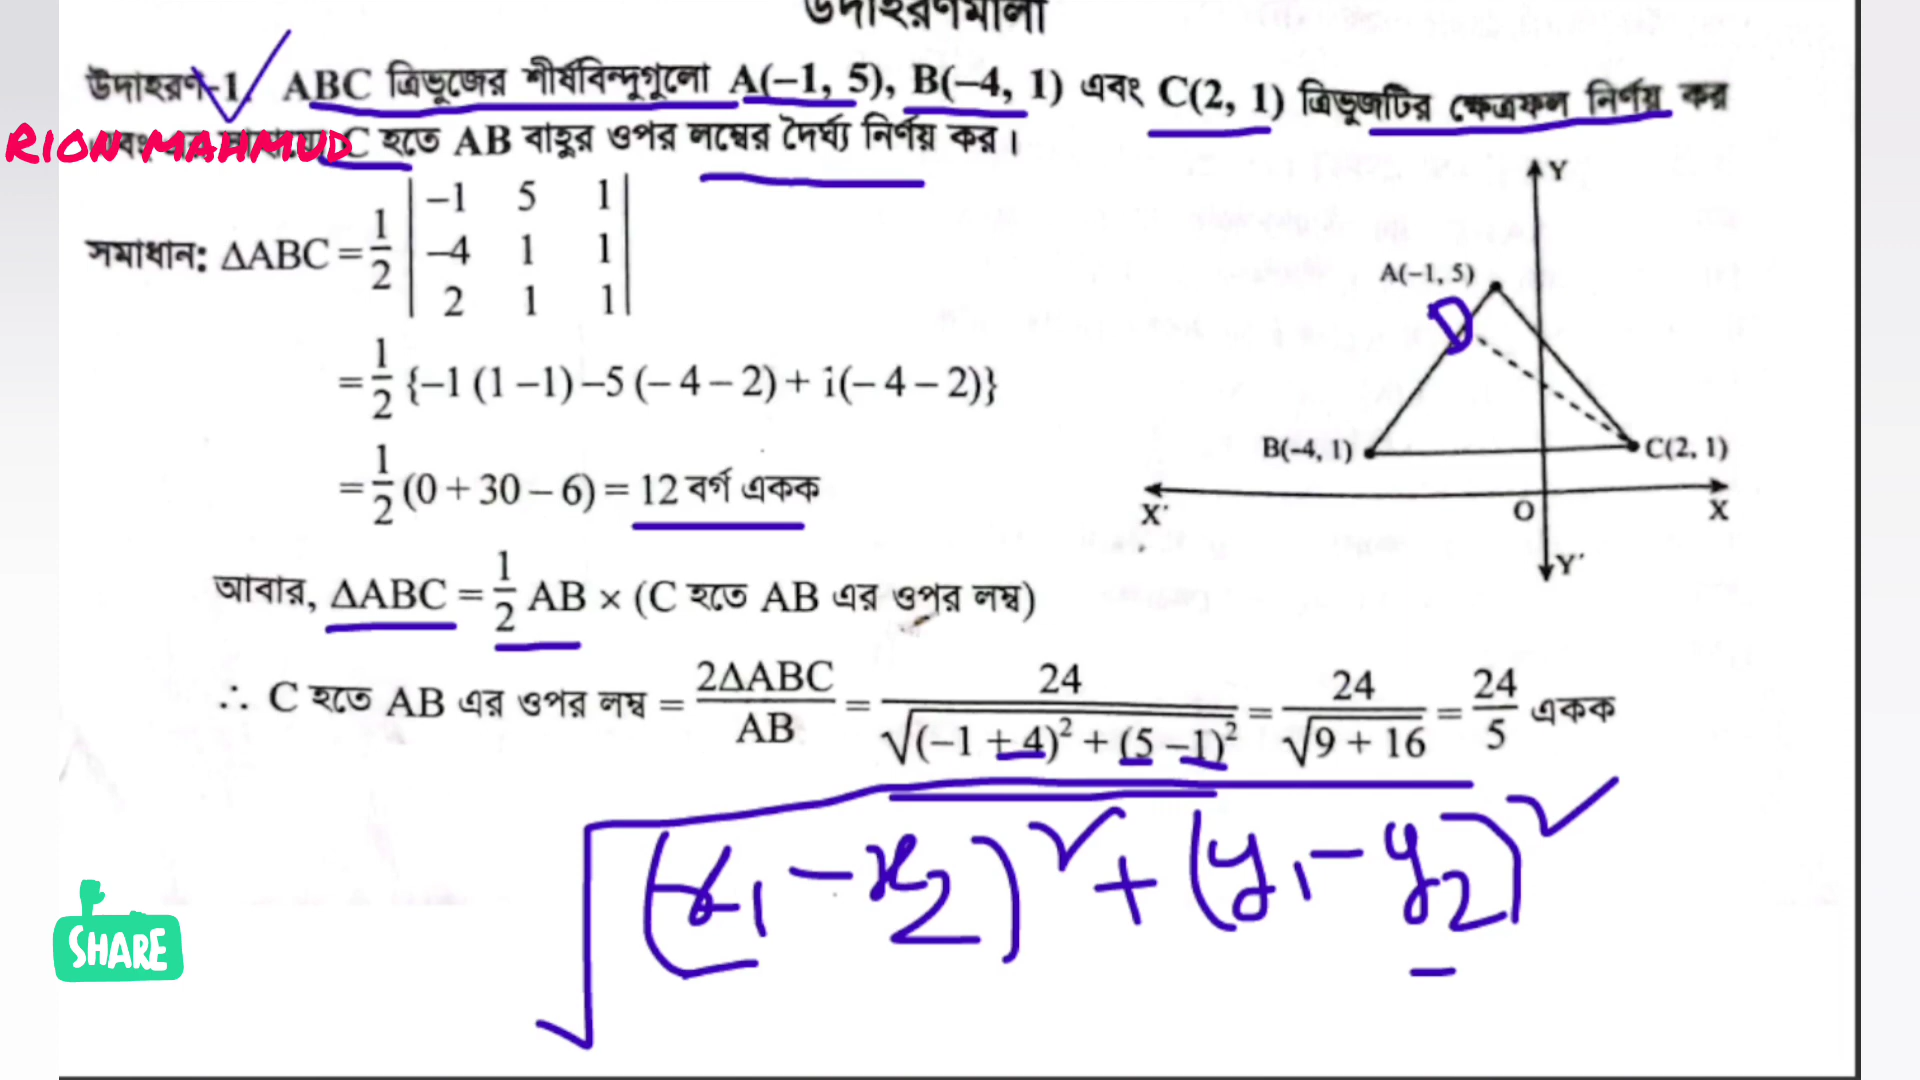 উদাহরণমালা
উদাহরণ-1. ABC ত্রিভুজের শীর্ষবিন্দুগুলো A(–1, 5), B(–4, 1) এবং C(2, 1) ত্রিভুজটির ক্ষেত্রফল নির্ণয় কর
RION MAHMUD
C হতে AB বাহুর ওপর লম্বের দৈর্ঘ্য নির্ণয় কর।
সমাধান: ΔABC = 1/2 | –1 5 1 |
| –4 1 1 |
| 2 1 1 |
= 1/2 {–1 (1 –1) –5 (– 4 – 2) + i(– 4 – 2)}
= 1/2 (0 + 30 – 6) = 12 বর্গ একক
আবার, ΔABC = 1/2 AB × (C হতে AB এর ওপর লম্ব)
∴ C হতে AB এর ওপর লম্ব = 2ΔABC/AB = 24/√(–1 + 4)² + (5 –1)² = 24/√9 + 16 = 24/5 একক
√(x₁ – x₂)² + (y₁ – y₂)²
Y
A(–1, 5)
D
B(–4, 1)
C(2, 1)
X′
O
X
Y′
SHARE